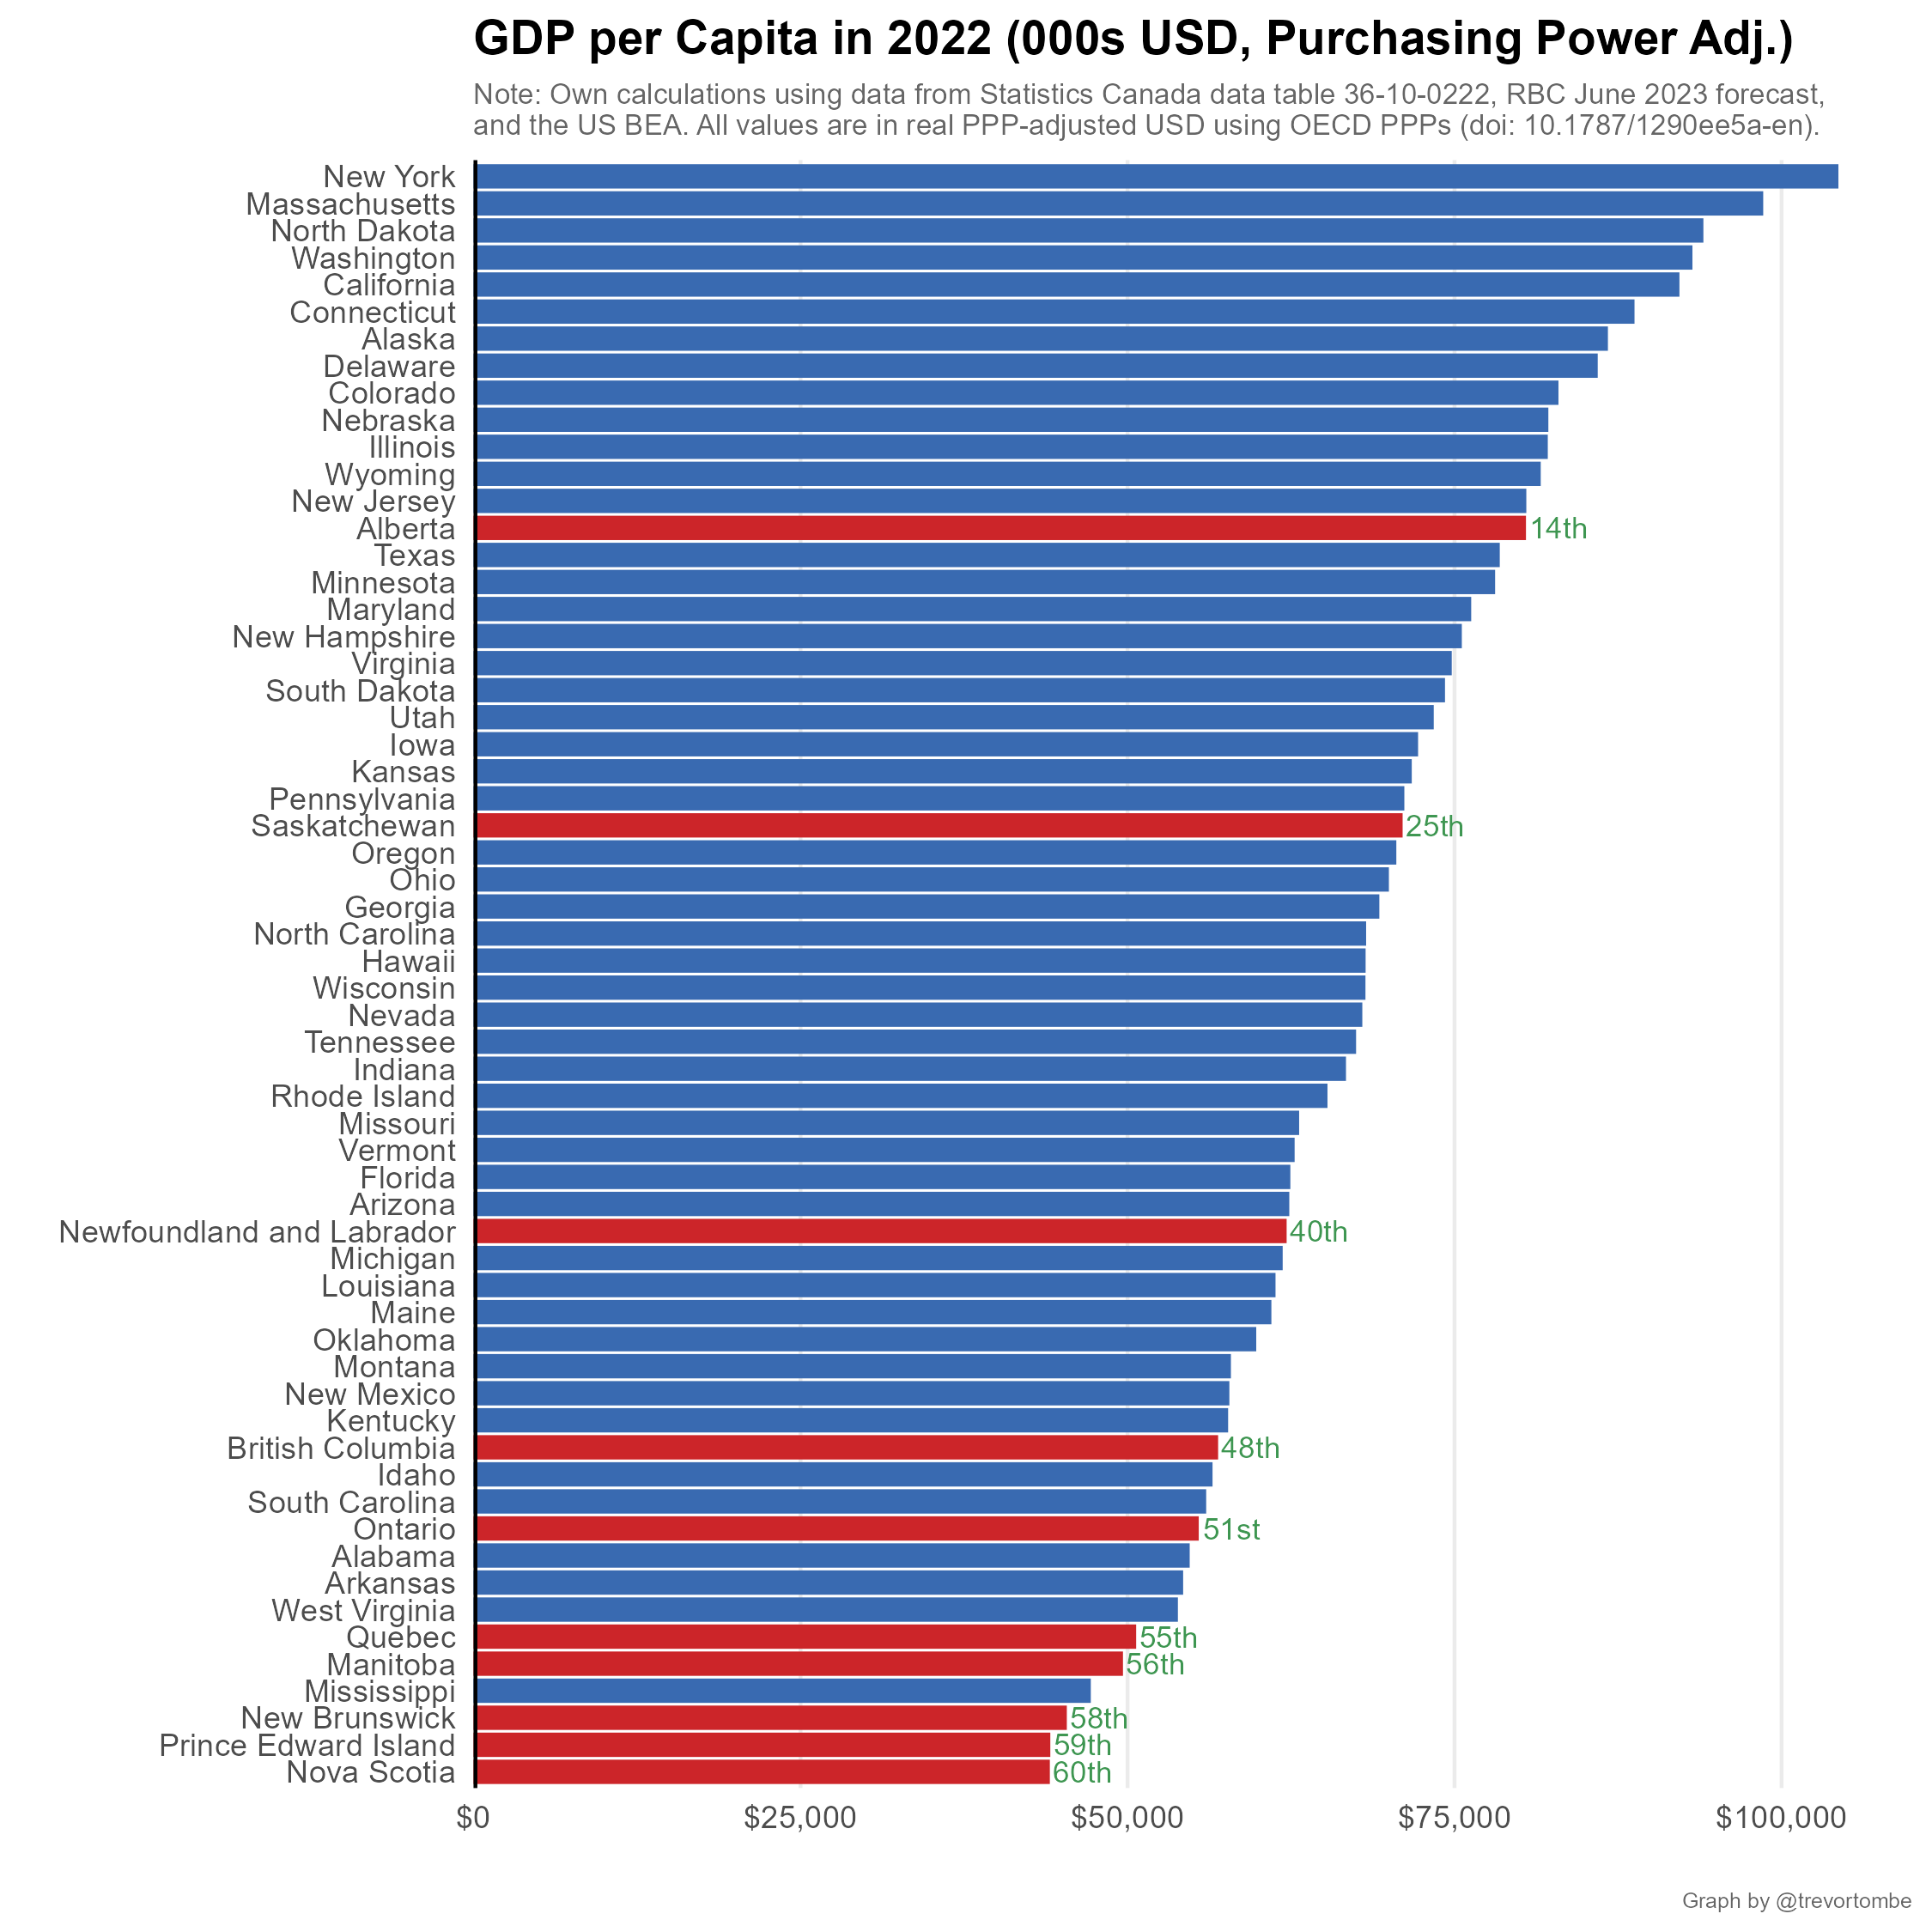 GDP per Capita in 2022 (000s USD, Purchasing Power Adj.)
Note: Own calculations using data from Statistics Canada data table 36-10-0222, RBC June 2023 forecast,
and the US BEA. All values are in real PPP-adjusted USD using OECD PPPs (doi: 10.1787/1290ee5a-en).
New York
Massachusetts
North Dakota
Washington
California
Connecticut
Alaska
Delaware
Colorado
Nebraska
Illinois
Wyoming
New Jersey
Alberta 14th
Texas
Minnesota
Maryland
New Hampshire
Virginia
South Dakota
Utah
Iowa
Kansas
Pennsylvania
Saskatchewan 25th
Oregon
Ohio
Georgia
North Carolina
Hawaii
Wisconsin
Nevada
Tennessee
Indiana
Rhode Island
Missouri
Vermont
Florida
Arizona
Newfoundland and Labrador 40th
Michigan
Louisiana
Maine
Oklahoma
Montana
New Mexico
Kentucky
British Columbia 48th
Idaho
South Carolina
Ontario 51st
Alabama
Arkansas
West Virginia
Quebec 55th
Manitoba 56th
Mississippi
New Brunswick 58th
Prince Edward Island 59th
Nova Scotia 60th
$0 $25,000 $50,000 $75,000 $100,000
Graph by @trevortombe